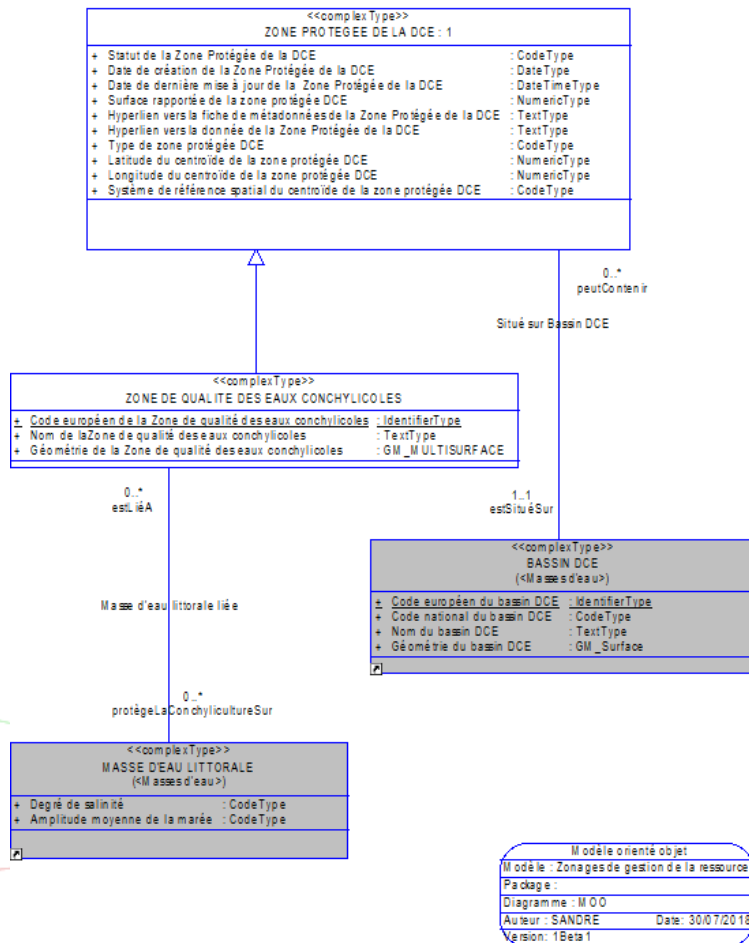 <<complexType>>
ZONE PROTEGEE DE LA DCE : 1
+ Statut de la Zone Protégée de la DCE : CodeType
+ Date de création de la Zone Protégée de la DCE : DateType
+ Date de dernière mise à jour de la Zone Protégée de la DCE : DateTimeType
+ Surface rapportée de la zone protégée DCE : NumericType
+ Hyperlien vers la fiche de métadonnées de la Zone Protégée de la DCE : TextType
+ Hyperlien vers la donnée de la Zone Protégée de la DCE : TextType
+ Type de zone protégée DCE : CodeType
+ Latitude du centroïde de la zone protégée DCE : NumericType
+ Longitude du centroïde de la zone protégée DCE : NumericType
+ Système de référence spatial du centroïde de la zone protégée DCE : CodeType
0..*
peutContenir
Situé sur Bassin DCE
<<complexType>>
ZONE DE QUALITE DES EAUX CONCHYLICOLES
+ Code européen de la Zone de qualité des eaux conchylicoles : IdentifierType
+ Nom de laZone de qualité des eaux conchylicoles : TextType
+ Géométrie de la Zone de qualité des eaux conchylicoles : GM_MULTISURFACE
0..*
estLiéA
1..1
estSituéSur
<<complexType>>
BASSIN DCE
(<Masses d'eau>)
+ Code européen du bassin DCE : IdentifierType
+ Code national du bassin DCE : CodeType
+ Nom du bassin DCE : TextType
+ Géométrie du bassin DCE : GM_Surface
Masse d'eau littorale liée
0..*
protègeLaConchylicultureSur
<<complexType>>
MASSE D'EAU LITTORALE
(<Masses d'eau>)
+ Degré de salinité : CodeType
+ Amplitude moyenne de la marée : CodeType
Modèle orienté objet
Modèle : Zonages de gestion de la ressource
Package :
Diagramme : MOO
Auteur : SANDRE Date: 30/07/2018
Version: 1Beta1